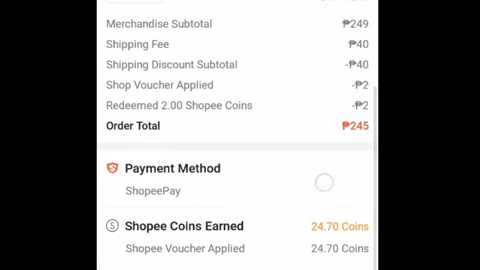 Merchandise Subtotal ₱249
Shipping Fee ₱40
Shipping Discount Subtotal -₱40
Shop Voucher Applied -₱2
Redeemed 2.00 Shopee Coins -₱2
Order Total ₱245
Payment Method
ShopeePay
S Shopee Coins Earned 24.70 Coins
Shopee Voucher Applied 24.70 Coins